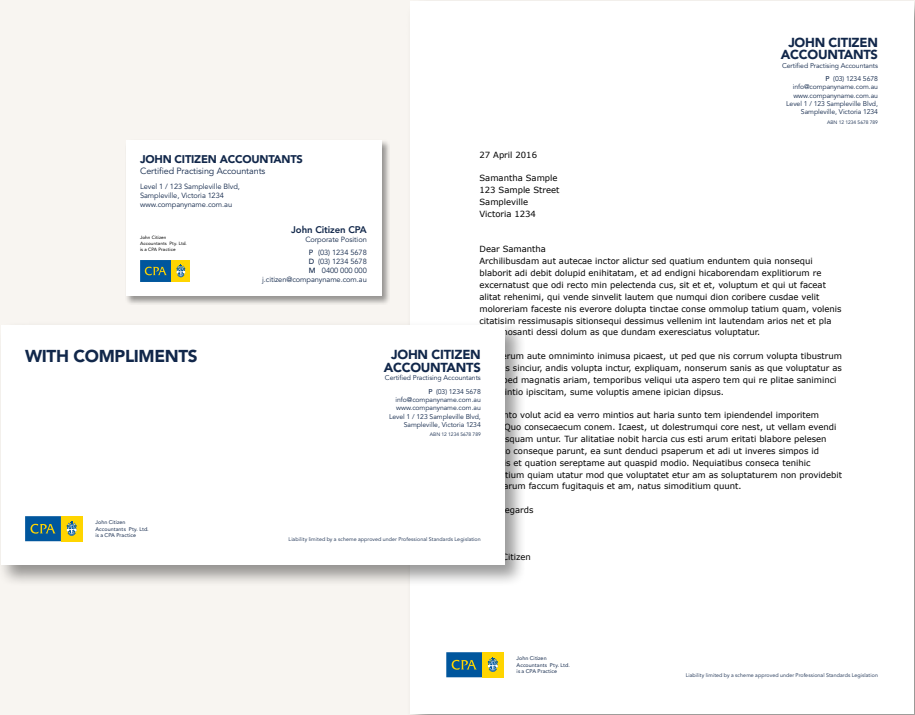 JOHN CITIZEN ACCOUNTANTS
Certified Practising Accountants
Level 1 / 123 Sampleville Blvd,
Sampleville, Victoria 1234
www.companyname.com.au
John Citizen CPA
Corporate Position
P (03) 1234 5678
D (03) 1234 5678
M 0400 000 000
j.citizen@companyname.com.au
John Citizen
Accountants Pty. Ltd.
is a CPA Practice
CPA
WITH COMPLIMENTS
JOHN CITIZEN
ACCOUNTANTS
Certified Practising Accountants
P (03) 1234 5678
info@companyname.com.au
www.companyname.com.au
Level 1 / 123 Sampleville Blvd,
Sampleville, Victoria 1234
ABN 12 1234 5678 789
CPA
John Citizen
Accountants Pty. Ltd.
is a CPA Practice
Liability limited by a scheme approved under Professional Standards Legislation
JOHN CITIZEN
ACCOUNTANTS
Certified Practising Accountants
P (03) 1234 5678
info@companyname.com.au
www.companyname.com.au
Level 1 / 123 Sampleville Blvd,
Sampleville, Victoria 1234
ABN 12 1234 5678 789
27 April 2016
Samantha Sample
123 Sample Street
Sampleville
Victoria 1234
Dear Samantha
Archilibusdam aut autecae inctor alictur sed quatium enduntem quia nonsequi
blaborit adi debit dolupid enihitatem, et ad endigni hicaborendam explitiorum re
excernatust que odi recto min pelectenda cus, sit et et, voluptum et qui ut faceat
alitat rehenimi, qui vende sinvelit lautem que numqui dion coribere cusdae velit
moloreriam faceste nis everore dolupta tinctae conse ommolup tatium quam, volenis
citatisim ressimusapis sitionsequi dessimus vellenim int lautendam arios net et pla
nosanti dessi dolum as que dundam exeresciatus voluptatur.
erum aute omniminto inimusa picaest, ut ped que nis corrum volupta tibustrum
s sinciur, andis volupta inctur, expliquam, nonserum sanis as que voluptatur as
ped magnatis ariam, temporibus veliqui uta aspero tem qui re plitae saniminci
intio ipiscitam, sume voluptis amene ipician dipsus.
nto volut acid ea verro mintios aut haria sunto tem ipiendendel imporitem
Quo consecaecum conem. Icaest, ut dolestrumqui core nest, ut vellam evendi
squam untur. Tur alitatiae nobit harcia cus esti arum eritati blabore pelesen
o conseque parunt, ea sunt denduci psaperum et adi ut inveres simpos id
s et quation sereptame aut quaspid modio. Nequiatibus conseca tenihic
tium quiam utatur mod que voluptatet etur am as soluptaturem non providebit
arum faccum fugitaquis et am, natus simoditium quunt.
egards
Citizen
CPA
John Citizen
Accountants Pty. Ltd.
is a CPA Practice
Liability limited by a scheme approved under Professional Standards Legislation